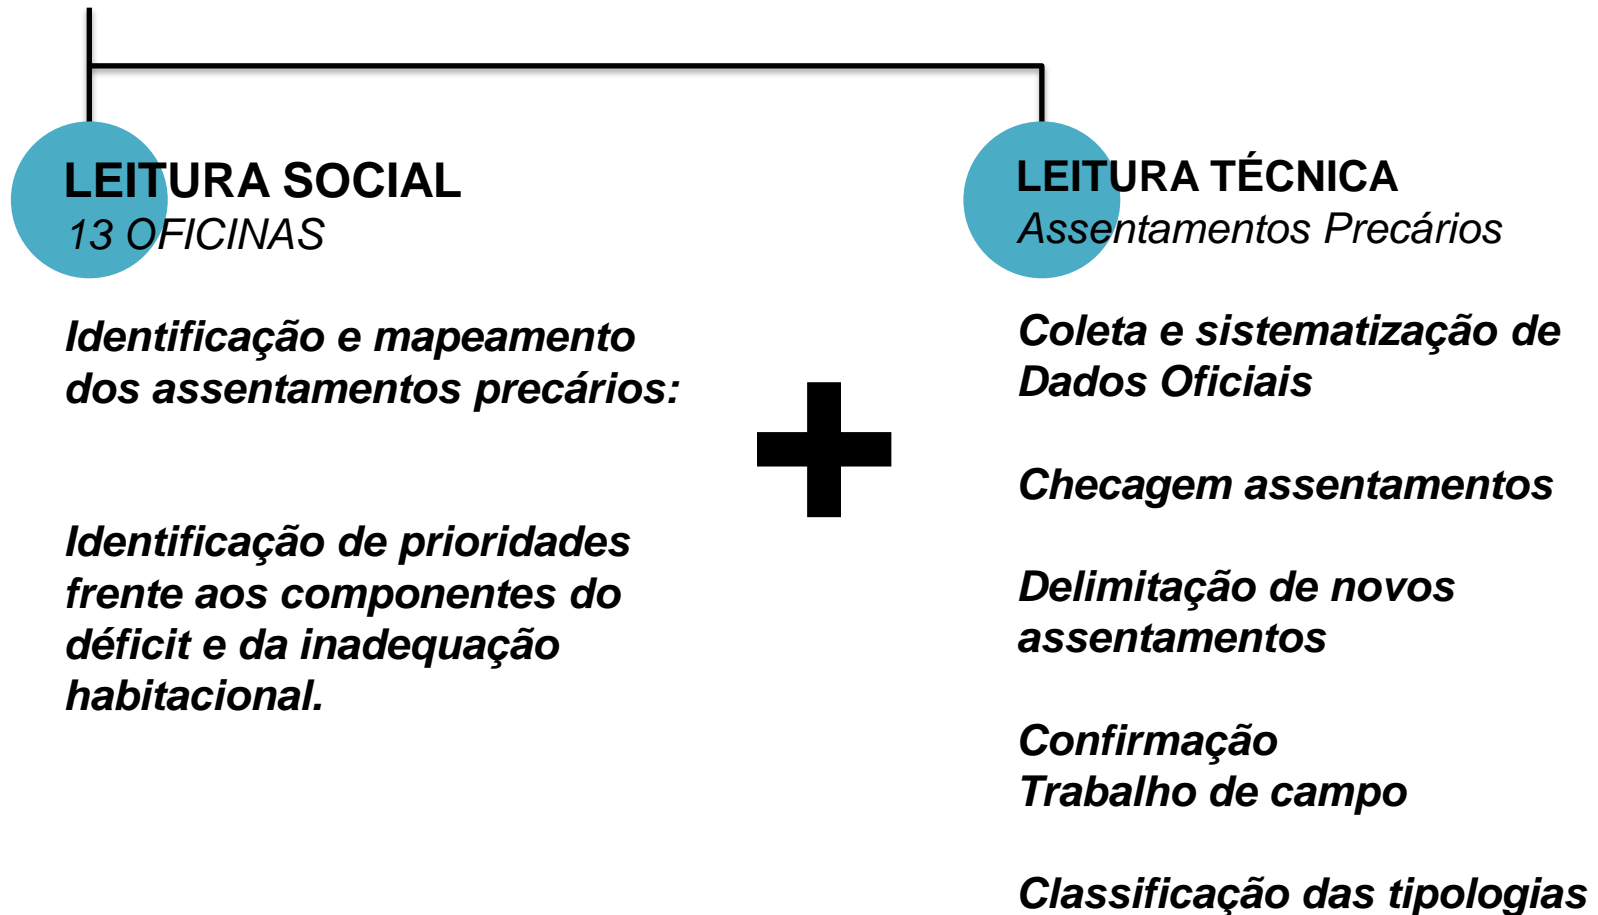 LEITURA SOCIAL
13 OFICINAS
Identificação e mapeamento
dos assentamentos precários:
Identificação de prioridades
frente aos componentes do
déficit e da inadequação
habitacional.
LEITURA TÉCNICA
Assentamentos Precários
Coleta e sistematização de
Dados Oficiais
Checagem assentamentos
Delimitação de novos
assentamentos
Confirmação
Trabalho de campo
Classificação das tipologias